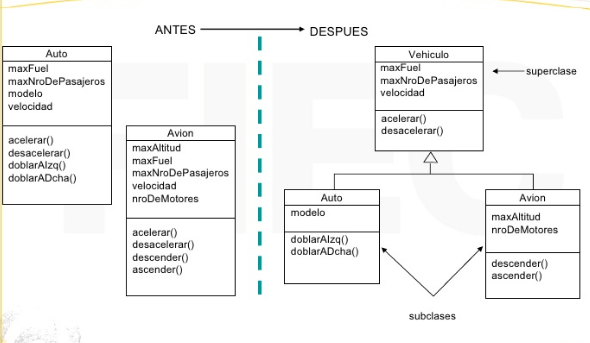 ANTES
DESPUES
Auto
maxFuel
maxNroDePasajeros
modelo
velocidad
acelerar()
desacelerar()
doblarAIzq()
doblarADcha()
Avion
maxAltitud
maxFuel
maxNroDePasajeros
velocidad
nroDeMotores
acelerar()
desacelerar()
descender()
ascender()
Vehiculo
maxFuel
maxNroDePasajeros
velocidad
acelerar()
desacelerar()
superclase
Auto
modelo
doblarAIzq()
doblarADcha()
Avion
maxAltitud
nroDeMotores
descender()
ascender()
subclases
FIEC